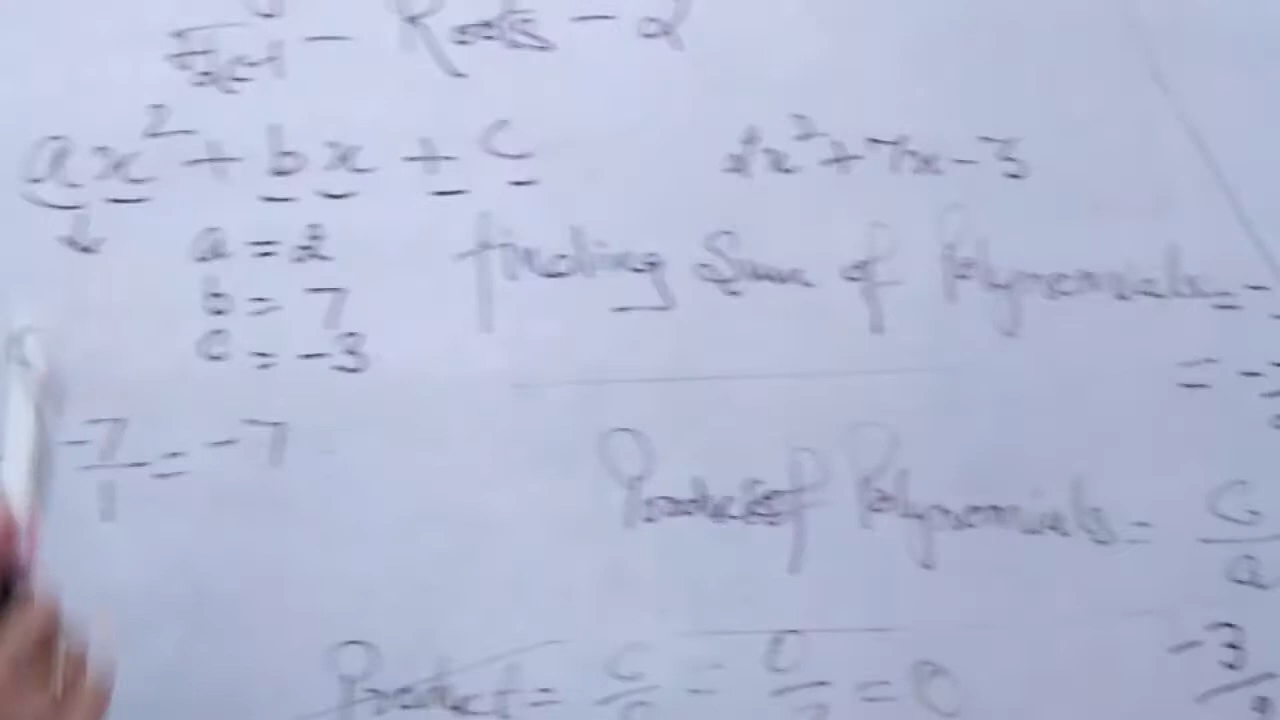 Roots - 2
ax² + bx + c
2x² + 7x - 3
a = 2
b = 7
c = -3
finding Sum of Polynomials = -
= -
-7/1 = -7
Product of Polynomials = c/a
-3/
Product = c/ = 0/ = 0